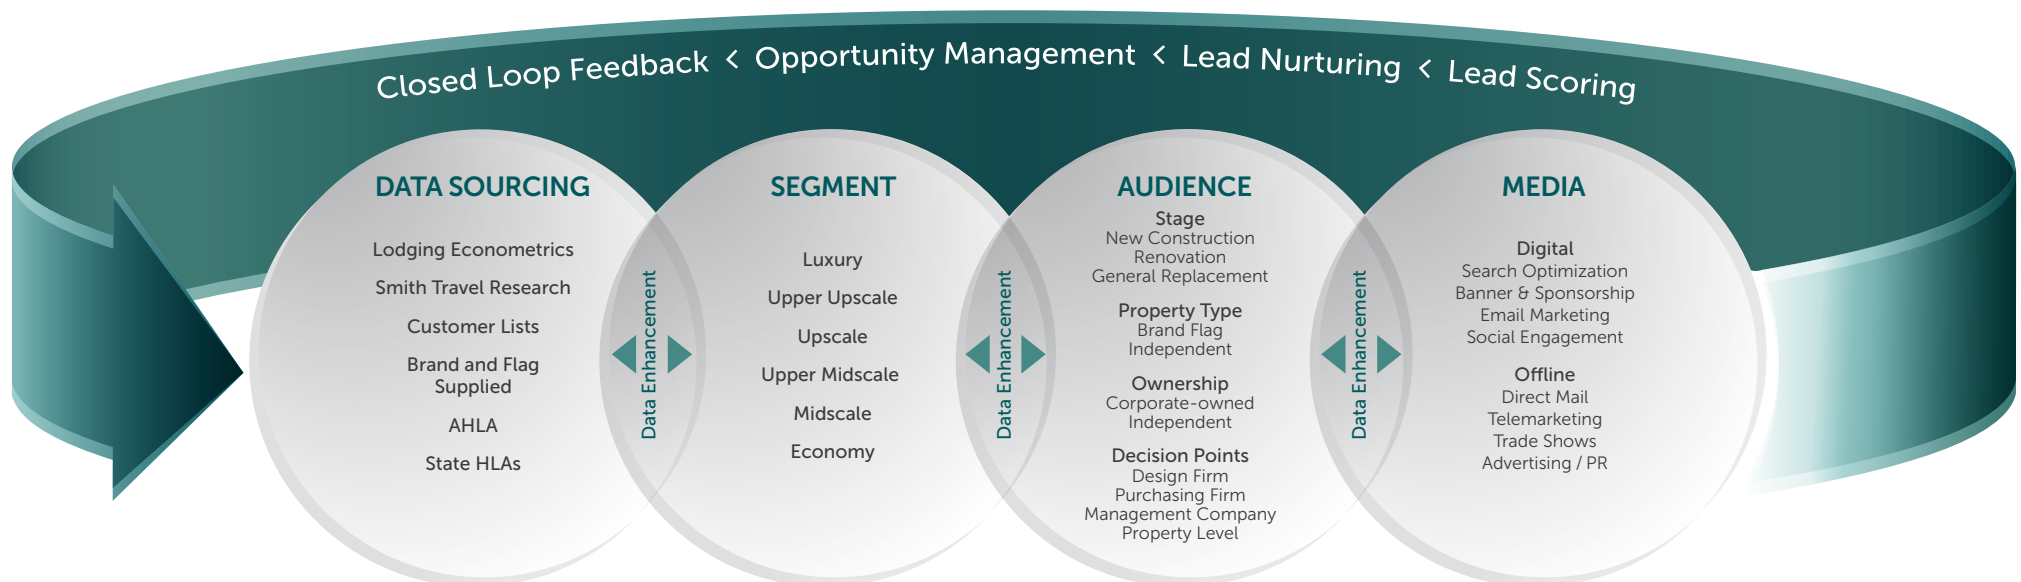 Closed Loop Feedback < Opportunity Management < Lead Nurturing < Lead Scoring
DATA SOURCING
Lodging Econometrics
Smith Travel Research
Customer Lists
Brand and Flag
Supplied
AHLA
State HLAs
Data Enhancement
SEGMENT
Luxury
Upper Upscale
Upscale
Upper Midscale
Midscale
Economy
Data Enhancement
AUDIENCE
Stage
New Construction
Renovation
General Replacement
Property Type
Brand Flag
Independent
Ownership
Corporate-owned
Independent
Decision Points
Design Firm
Purchasing Firm
Management Company
Property Level
Data Enhancement
MEDIA
Digital
Search Optimization
Banner & Sponsorship
Email Marketing
Social Engagement
Offline
Direct Mail
Telemarketing
Trade Shows
Advertising / PR